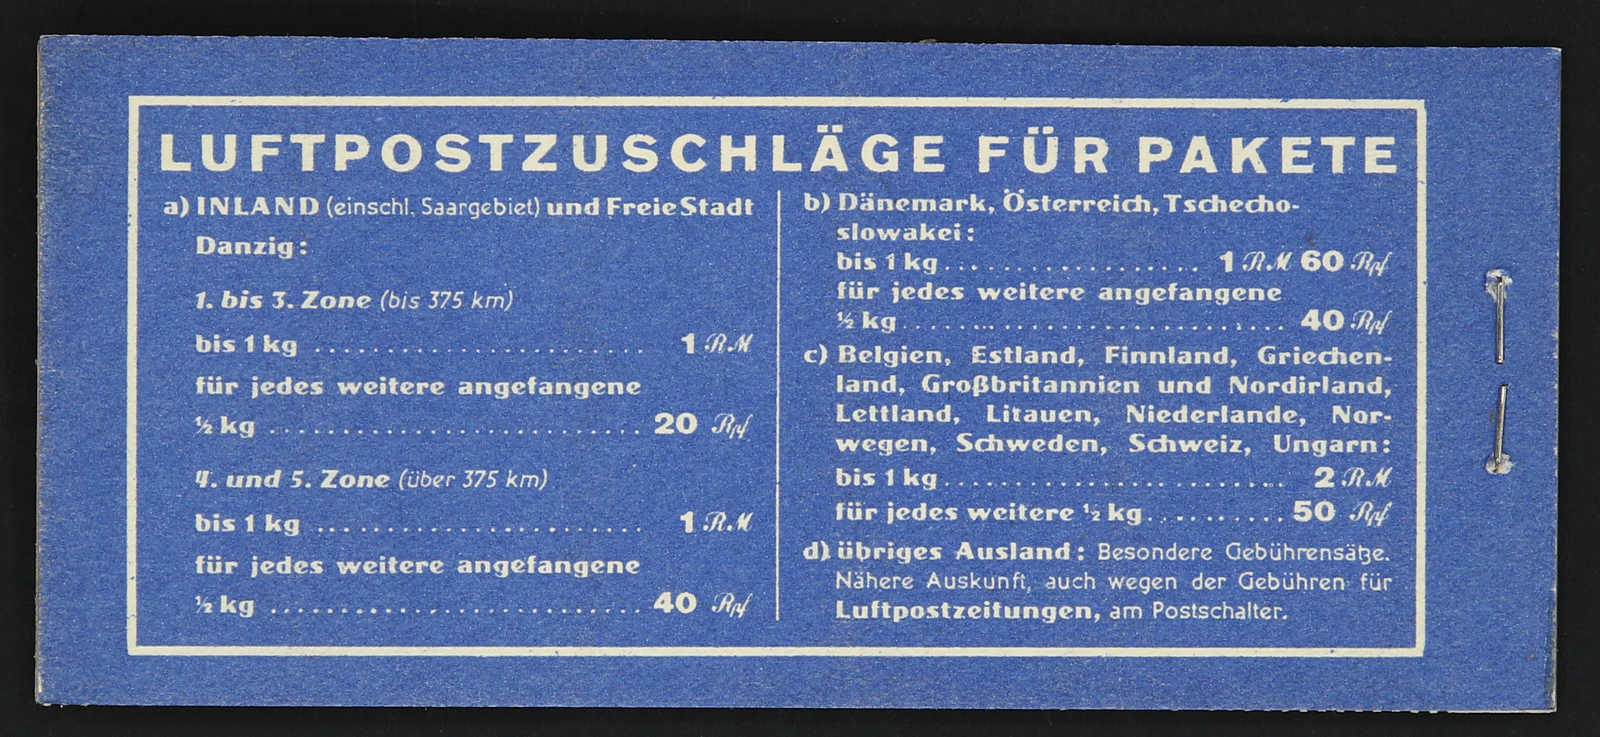 LUFTPOSTZUSCHLÄGE FÜR PAKETE
a) INLAND (einschl. Saargebiet) und Freie Stadt
Danzig:
1. bis 3. Zone (bis 375 km)
bis 1 kg ....................... 1 RM
für jedes weitere angefangene
½ kg .......................... 20 Rpf
4. und 5. Zone (über 375 km)
bis 1 kg ....................... 1 RM
für jedes weitere angefangene
½ kg .......................... 40 Rpf
b) Dänemark, Österreich, Tschecho-
slowakei:
bis 1 kg .................. 1 RM 60 Rpf
für jedes weitere angefangene
½ kg .......................... 40 Rpf
c) Belgien, Estland, Finnland, Griechen-
land, Großbritannien und Nordirland,
Lettland, Litauen, Niederlande, Nor-
wegen, Schweden, Schweiz, Ungarn:
bis 1 kg ........................ 2 RM
für jedes weitere ½ kg .......... 50 Rpf
d) übriges Ausland: Besondere Gebührensätze.
Nähere Auskunft, auch wegen der Gebühren für
Luftpostzeitungen, am Postschalter.